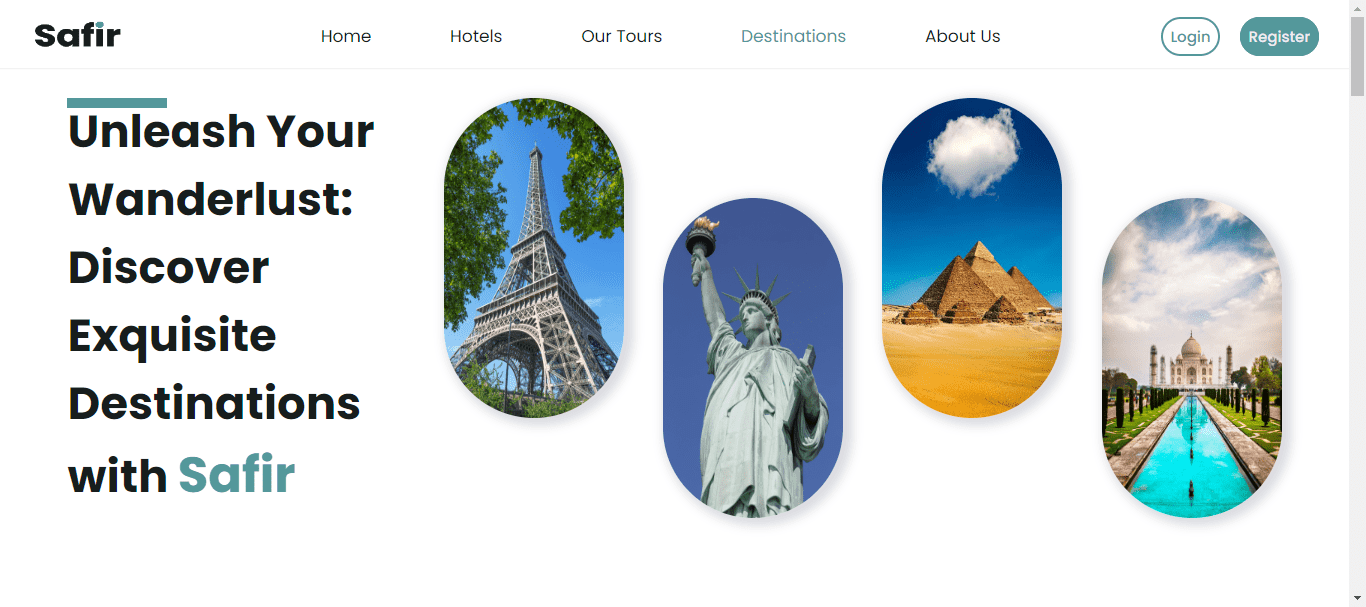 Safir
Home
Hotels
Our Tours
Destinations
About Us
Login
Register
Unleash Your
Wanderlust:
Discover
Exquisite
Destinations
with Safir